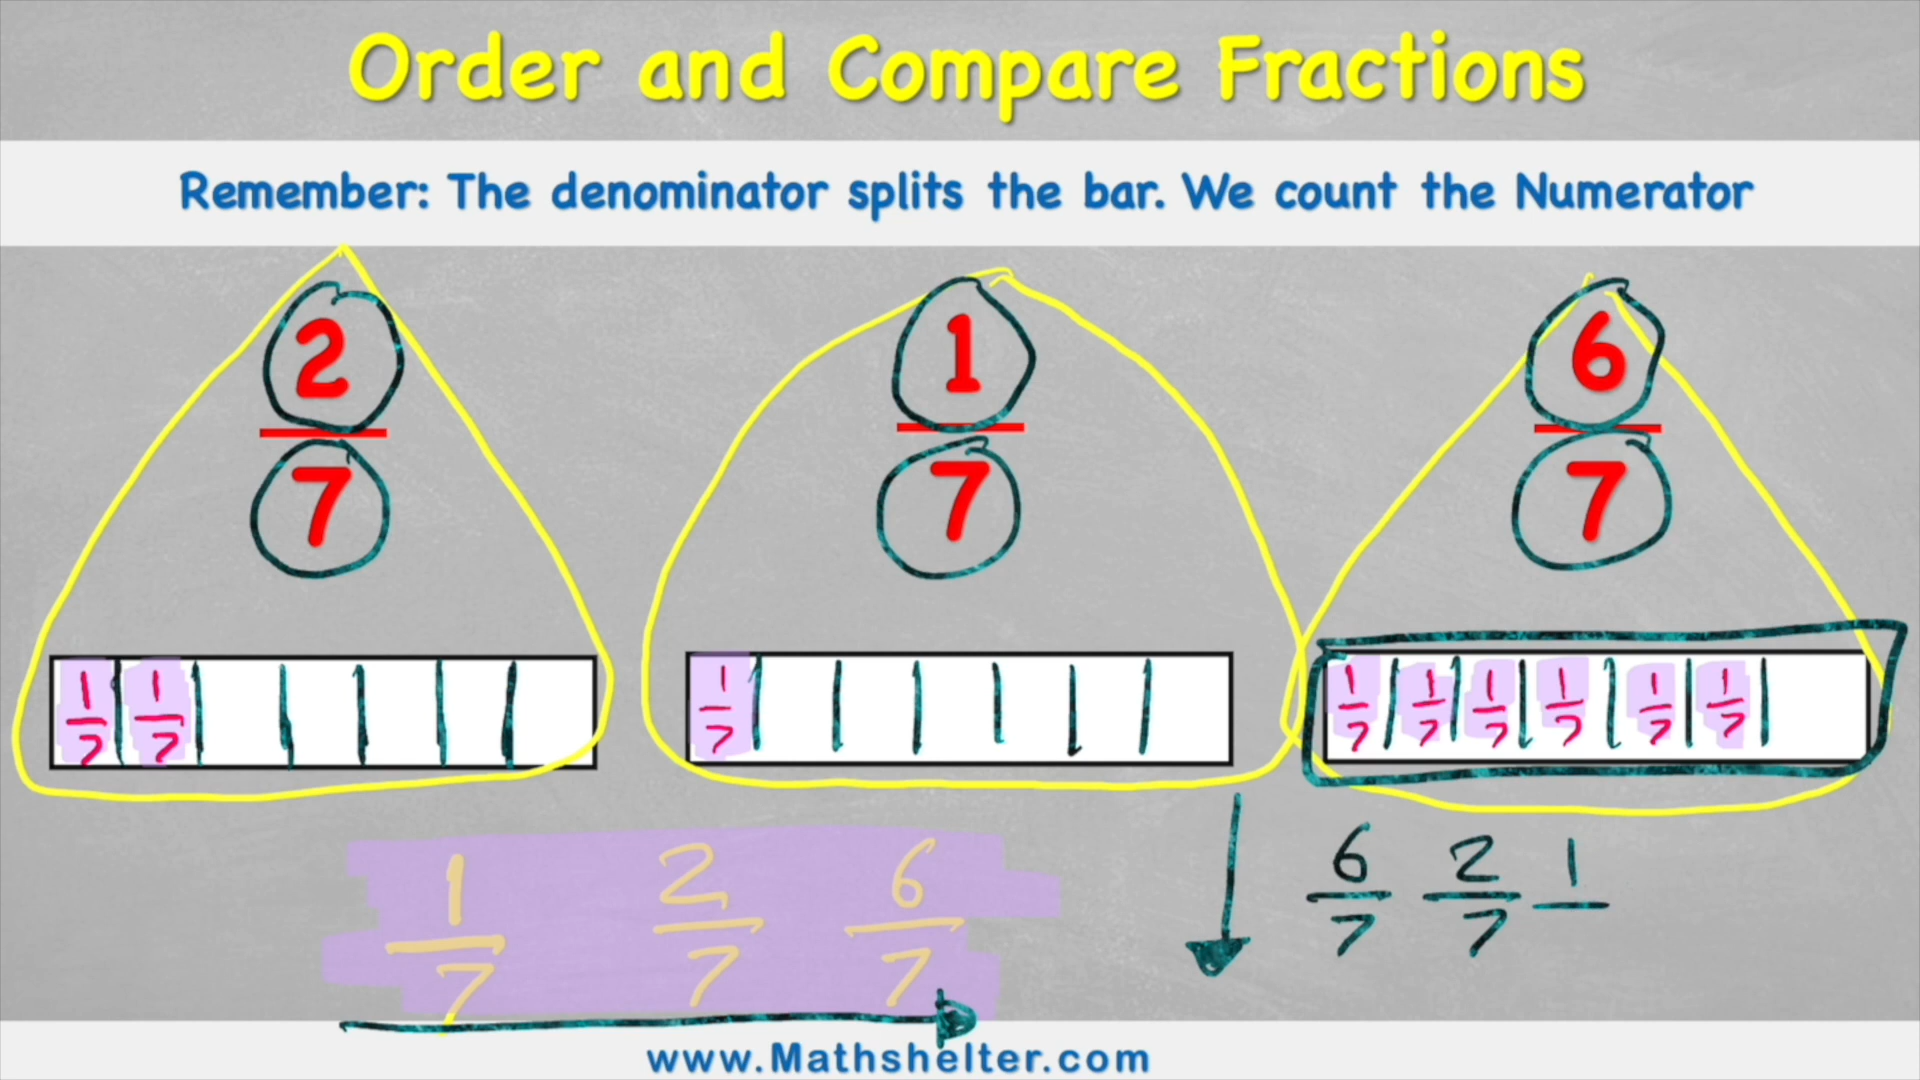 Order and Compare Fractions
Remember: The denominator splits the bar. We count the Numerator
2 1 6
7 7 7
1 1 1 1 1 1 1 1 1
7 7 7 7 7 7 7 7 7
1 2 6 6 2 1
7 7 7 7 7
www.Mathshelter.com